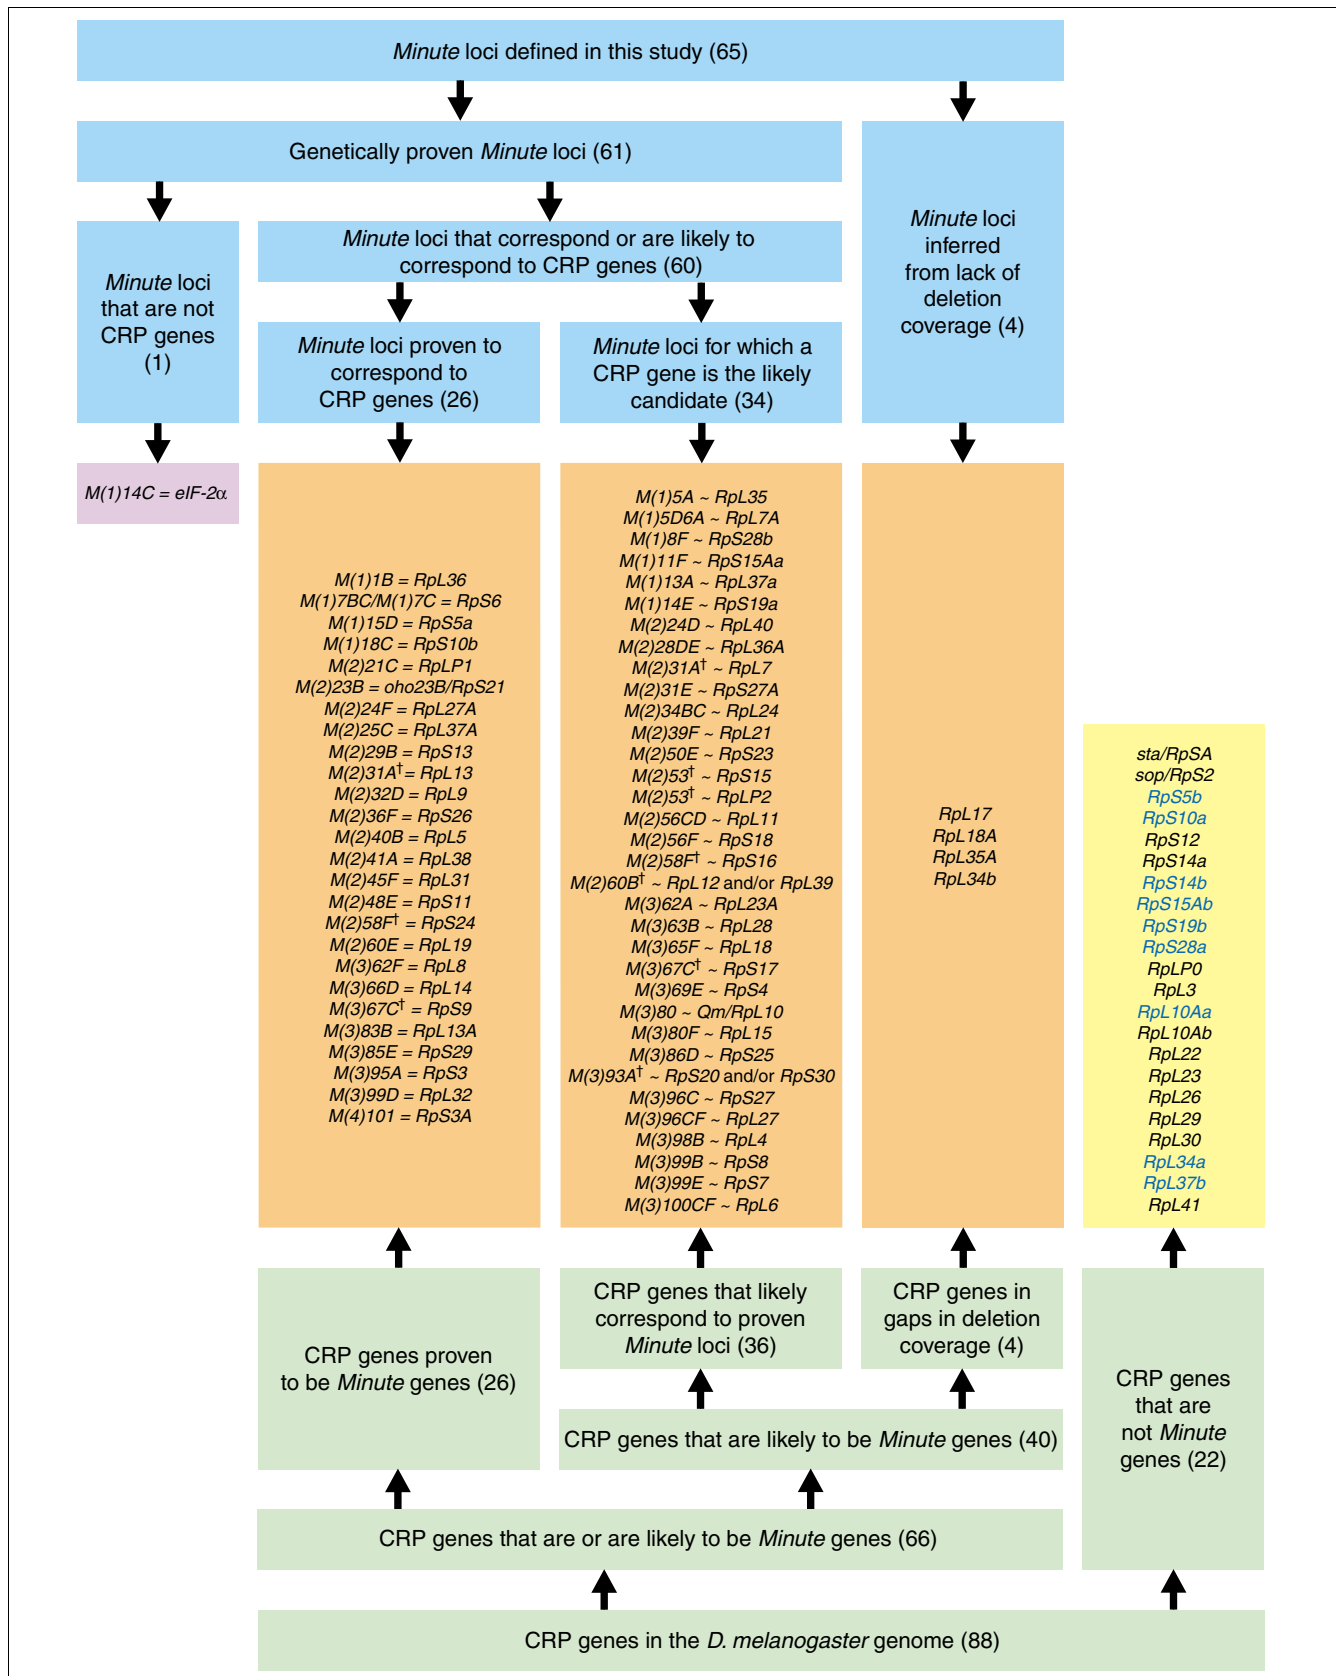 Minute loci defined in this study (65)
Genetically proven Minute loci (61)
Minute loci
that are not
CRP genes
(1)
Minute loci that correspond or are likely to
correspond to CRP genes (60)
Minute loci
inferred
from lack of
deletion
coverage (4)
Minute loci proven to
correspond to
CRP genes (26)
Minute loci for which a
CRP gene is the likely
candidate (34)
M(1)14C = eIF-2α
M(1)1B = RpL36
M(1)7BC/M(1)7C = RpS6
M(1)15D = RpS5a
M(1)18C = RpS10b
M(2)21C = RpLP1
M(2)23B = oho23B/RpS21
M(2)24F = RpL27A
M(2)25C = RpL37A
M(2)29B = RpS13
M(2)31A† = RpL13
M(2)32D = RpL9
M(2)36F = RpS26
M(2)40B = RpL5
M(2)41A = RpL38
M(2)45F = RpL31
M(2)48E = RpS11
M(2)58F† = RpS24
M(2)60E = RpL19
M(3)62F = RpL8
M(3)66D = RpL14
M(3)67C† = RpS9
M(3)83B = RpL13A
M(3)85E = RpS29
M(3)95A = RpS3
M(3)99D = RpL32
M(4)101 = RpS3A
M(1)5A ~ RpL35
M(1)5D6A ~ RpL7A
M(1)8F ~ RpS28b
M(1)11F ~ RpS15Aa
M(1)13A ~ RpL37a
M(1)14E ~ RpS19a
M(2)24D ~ RpL40
M(2)28DE ~ RpL36A
M(2)31A† ~ RpL7
M(2)31E ~ RpS27A
M(2)34BC ~ RpL24
M(2)39F ~ RpL21
M(2)50E ~ RpS23
M(2)53† ~ RpS15
M(2)53† ~ RpLP2
M(2)56CD ~ RpL11
M(2)56F ~ RpS18
M(2)58F† ~ RpS16
M(2)60B† ~ RpL12 and/or RpL39
M(3)62A ~ RpL23A
M(3)63B ~ RpL28
M(3)65F ~ RpL18
M(3)67C† ~ RpS17
M(3)69E ~ RpS4
M(3)80 ~ Qm/RpL10
M(3)80F ~ RpL15
M(3)86D ~ RpS25
M(3)93A† ~ RpS20 and/or RpS30
M(3)96C ~ RpS27
M(3)96CF ~ RpL27
M(3)98B ~ RpL4
M(3)99B ~ RpS8
M(3)99E ~ RpS7
M(3)100CF ~ RpL6
RpL17
RpL18A
RpL35A
RpL34b
sta/RpSA
sop/RpS2
RpS5b
RpS10a
RpS12
RpS14a
RpS14b
RpS15Ab
RpS19b
RpS28a
RpLP0
RpL3
RpL10Aa
RpL10Ab
RpL22
RpL23
RpL26
RpL29
RpL30
RpL34a
RpL37b
RpL41
CRP genes proven
to be Minute genes (26)
CRP genes that likely
correspond to proven
Minute loci (36)
CRP genes in
gaps in deletion
coverage (4)
CRP genes
that are
not Minute
genes (22)
CRP genes that are likely to be Minute genes (40)
CRP genes that are or are likely to be Minute genes (66)
CRP genes in the D. melanogaster genome (88)